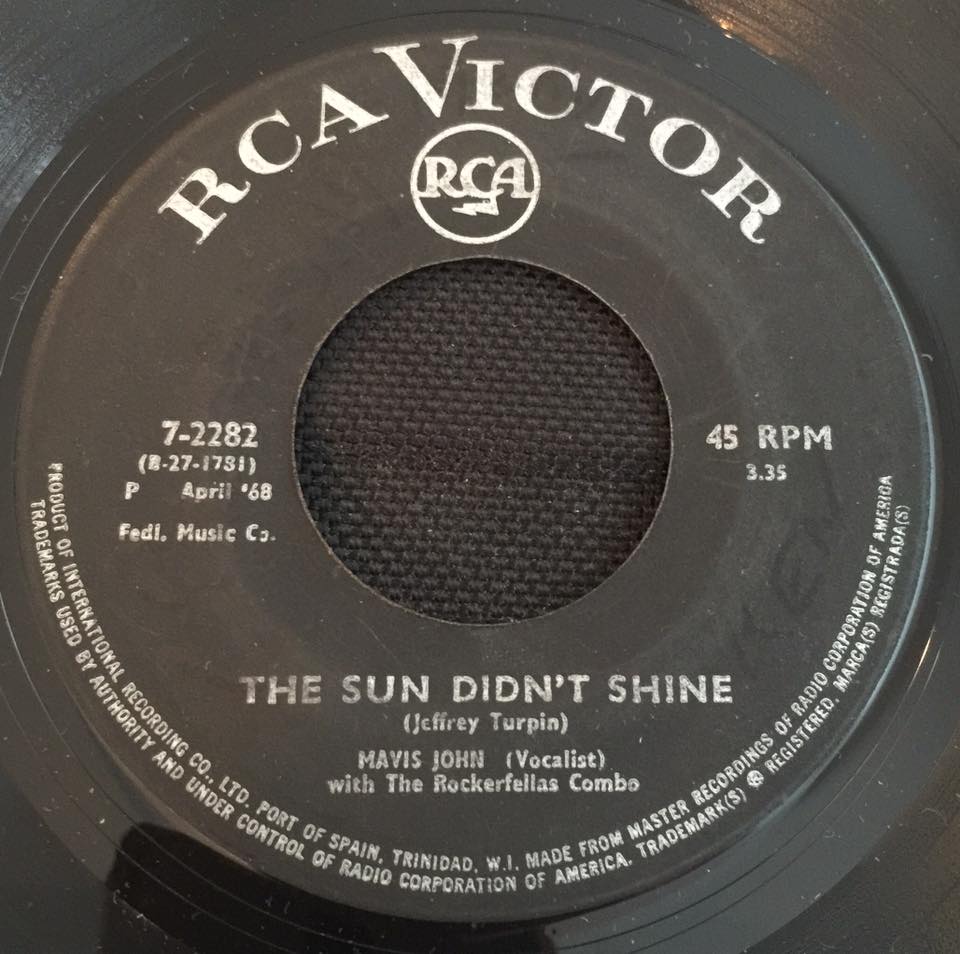 RCA VICTOR
RCA
7-2282
(B-27-1781)
P April '68
Fedl. Music Co.
45 RPM
3.35
THE SUN DIDN'T SHINE
(Jeffrey Turpin)
MAVIS JOHN (Vocalist)
with The Rockerfellas Combo
PRODUCT OF INTERNATIONAL RECORDING CO., LTD. PORT OF SPAIN, TRINIDAD, W.I. MADE FROM MASTER RECORDINGS OF RADIO CORPORATION OF AMERICA
TRADEMARKS USED BY AUTHORITY AND UNDER CONTROL OF RADIO CORPORATION OF AMERICA. TRADEMARK(S) ® REGISTERED. MARCA(S) REGISTRADA(S)